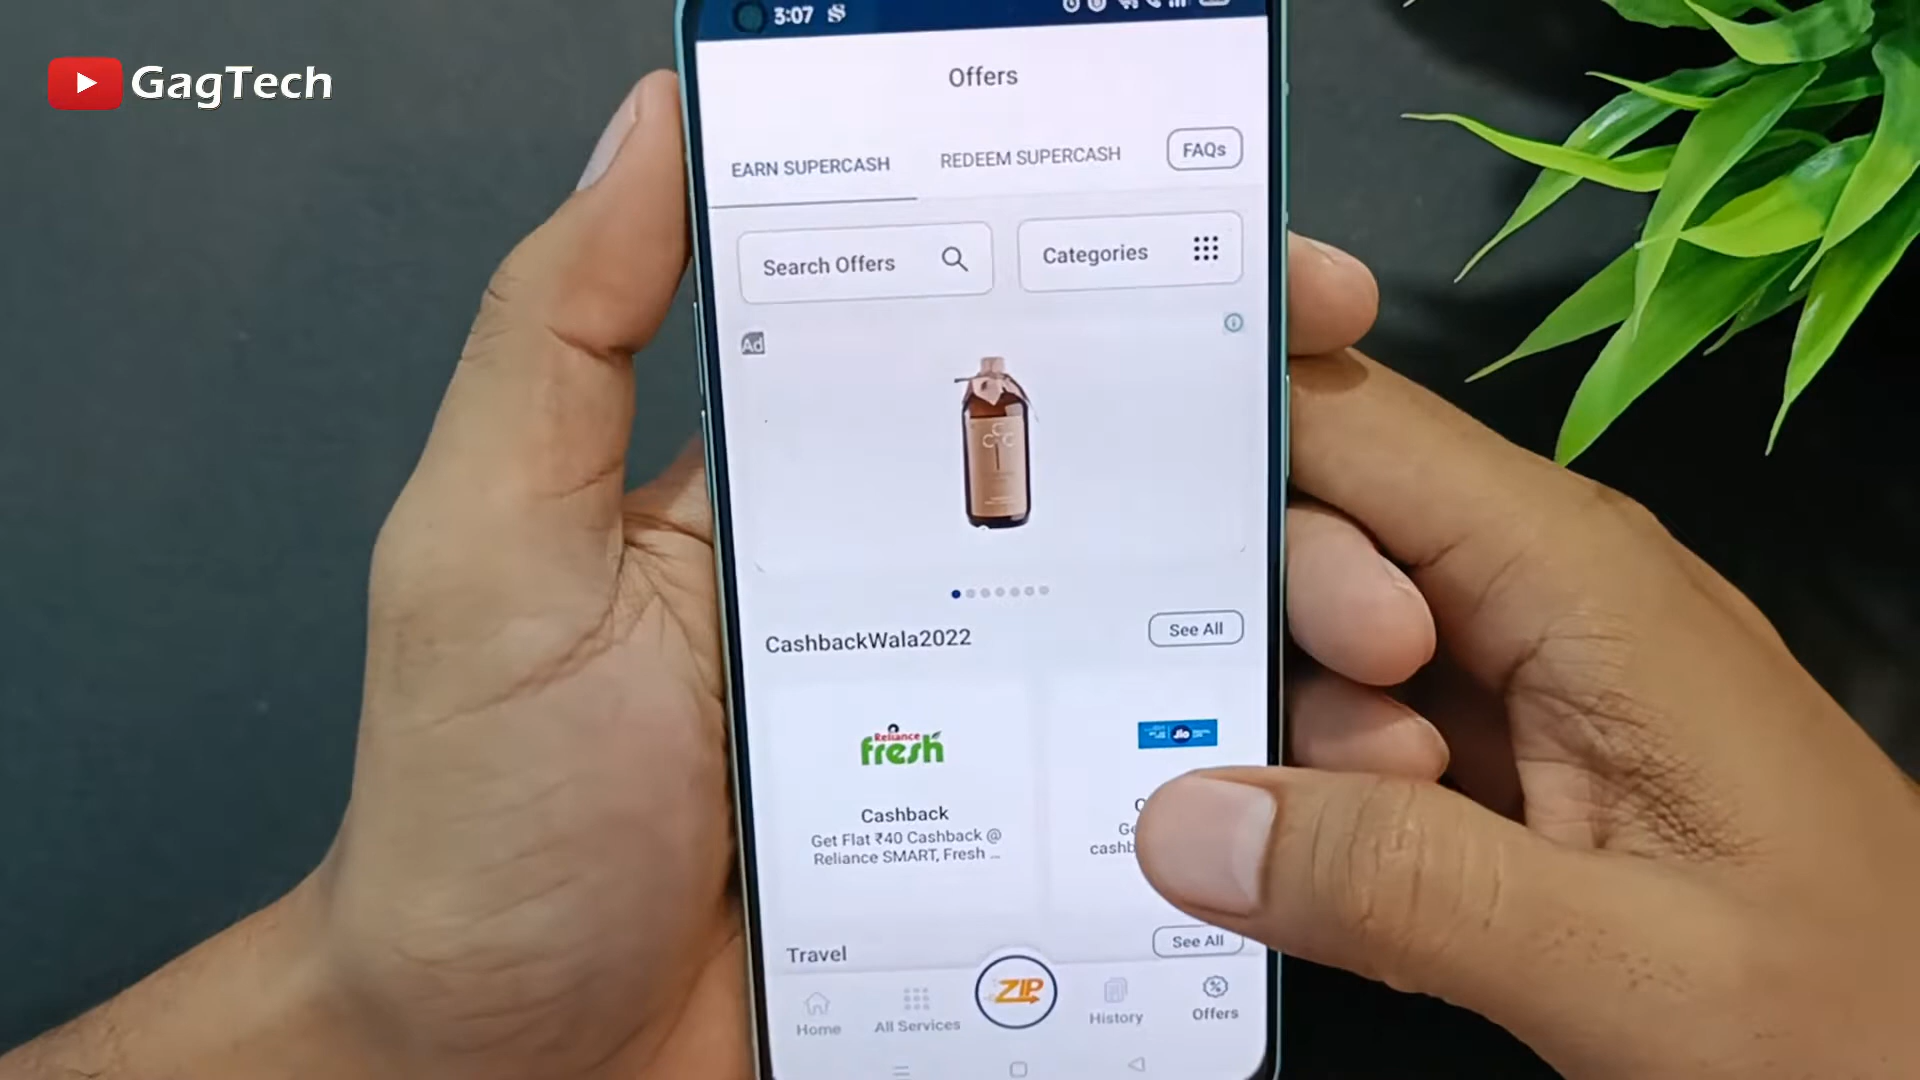 GagTech
3:07
Offers
EARN SUPERCASH
REDEEM SUPERCASH
FAQs
Search Offers
Categories
Ad
CashbackWala2022
See All
Reliance
fresh
Jio
Cashback
Get Flat ₹40 Cashback @
Reliance SMART, Fresh ...
Travel
See All
Home
All Services
ZIP
History
Offers